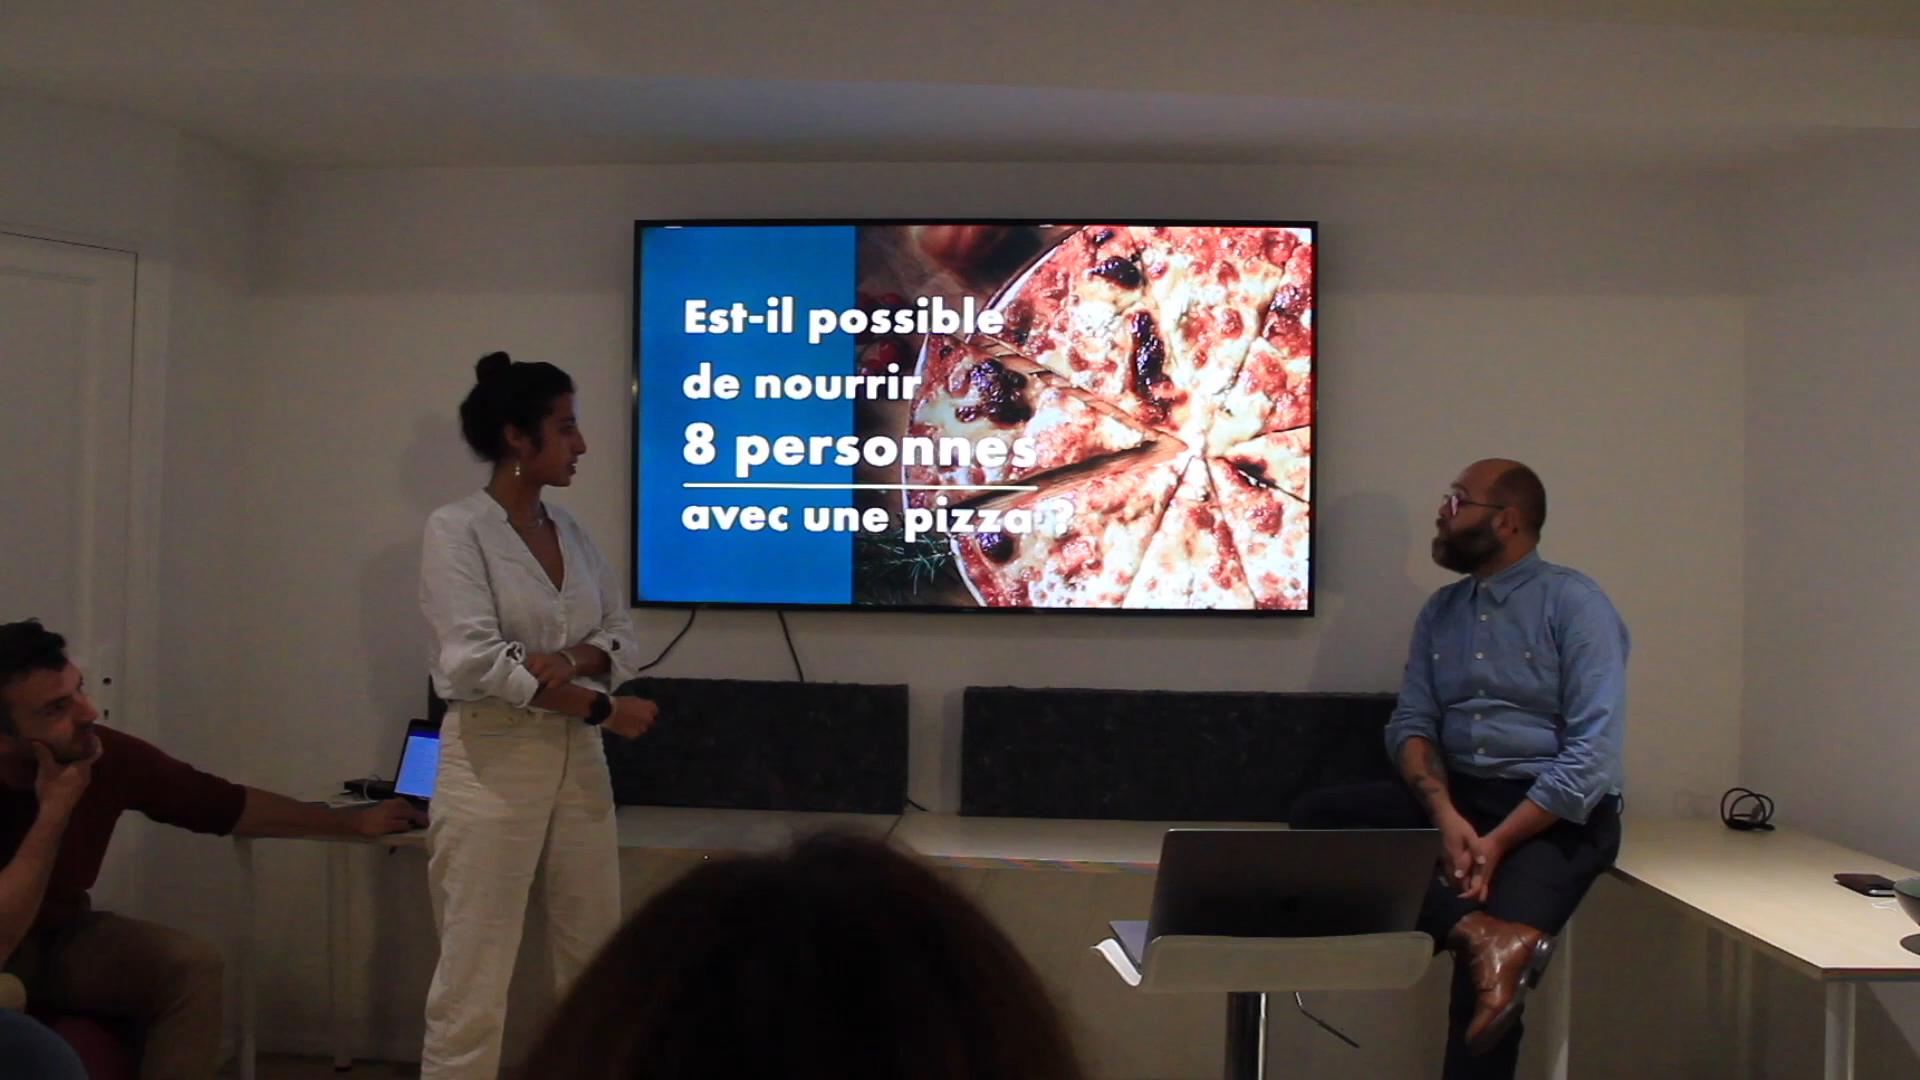 Est-il possible
de nourrir
8 personnes
avec une pizza ?